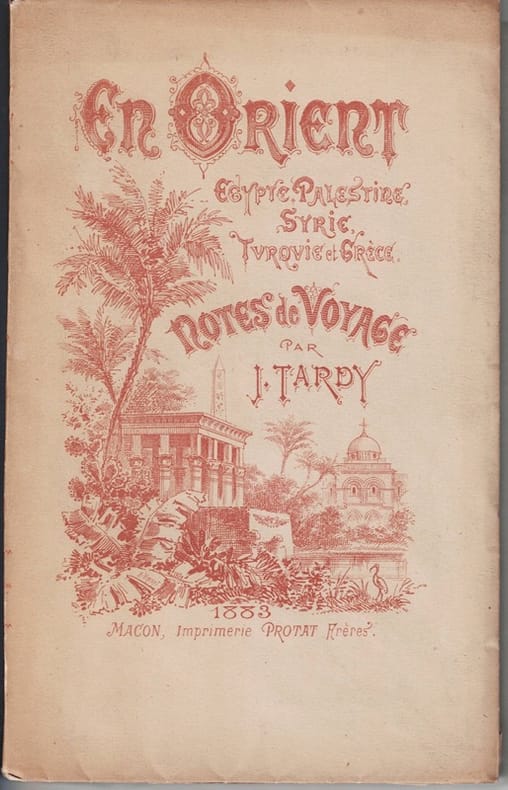 En Orient
Egypte, Palestine,
Syrie,
Turquie et Grèce.
Notes de Voyage
PAR
J. TARDY
1883
MACON, Imprimerie PROTAT Frères.